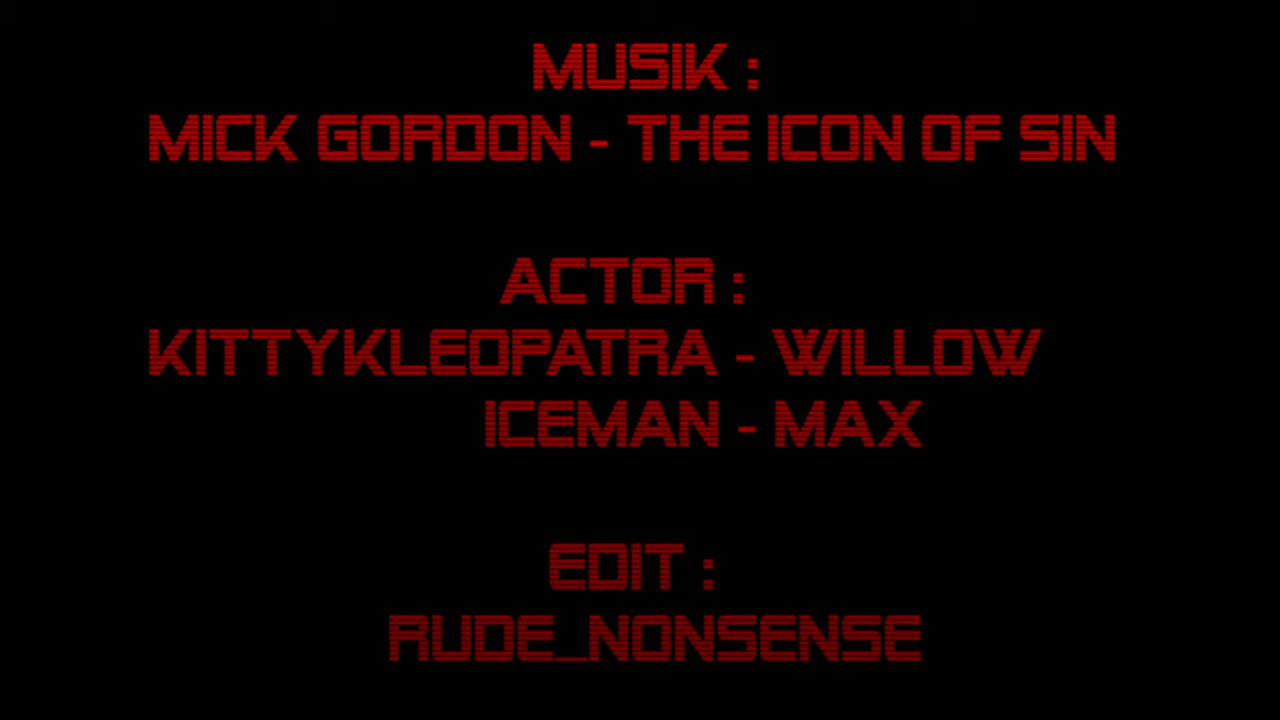 MUSIK :
MICK GORDON - THE ICON OF SIN
ACTOR :
KITTYKLEOPATRA - WILLOW
ICEMAN - MAX
EDIT :
RUDE_NONSENSE